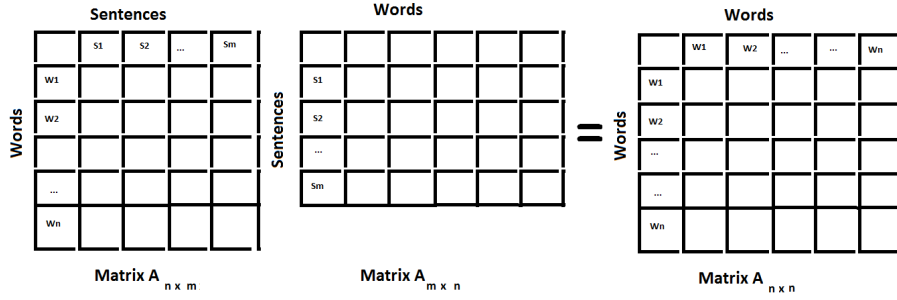 Sentences
S1 S2 ... Sm
Words
W1
W2
...
Wn
Matrix A n x m
Words
Sentences
S1
S2
...
Sm
Matrix A m x n
=
Words
W1 W2 ... ... Wn
Words
W1
W2
...
...
Wn
Matrix A n x n